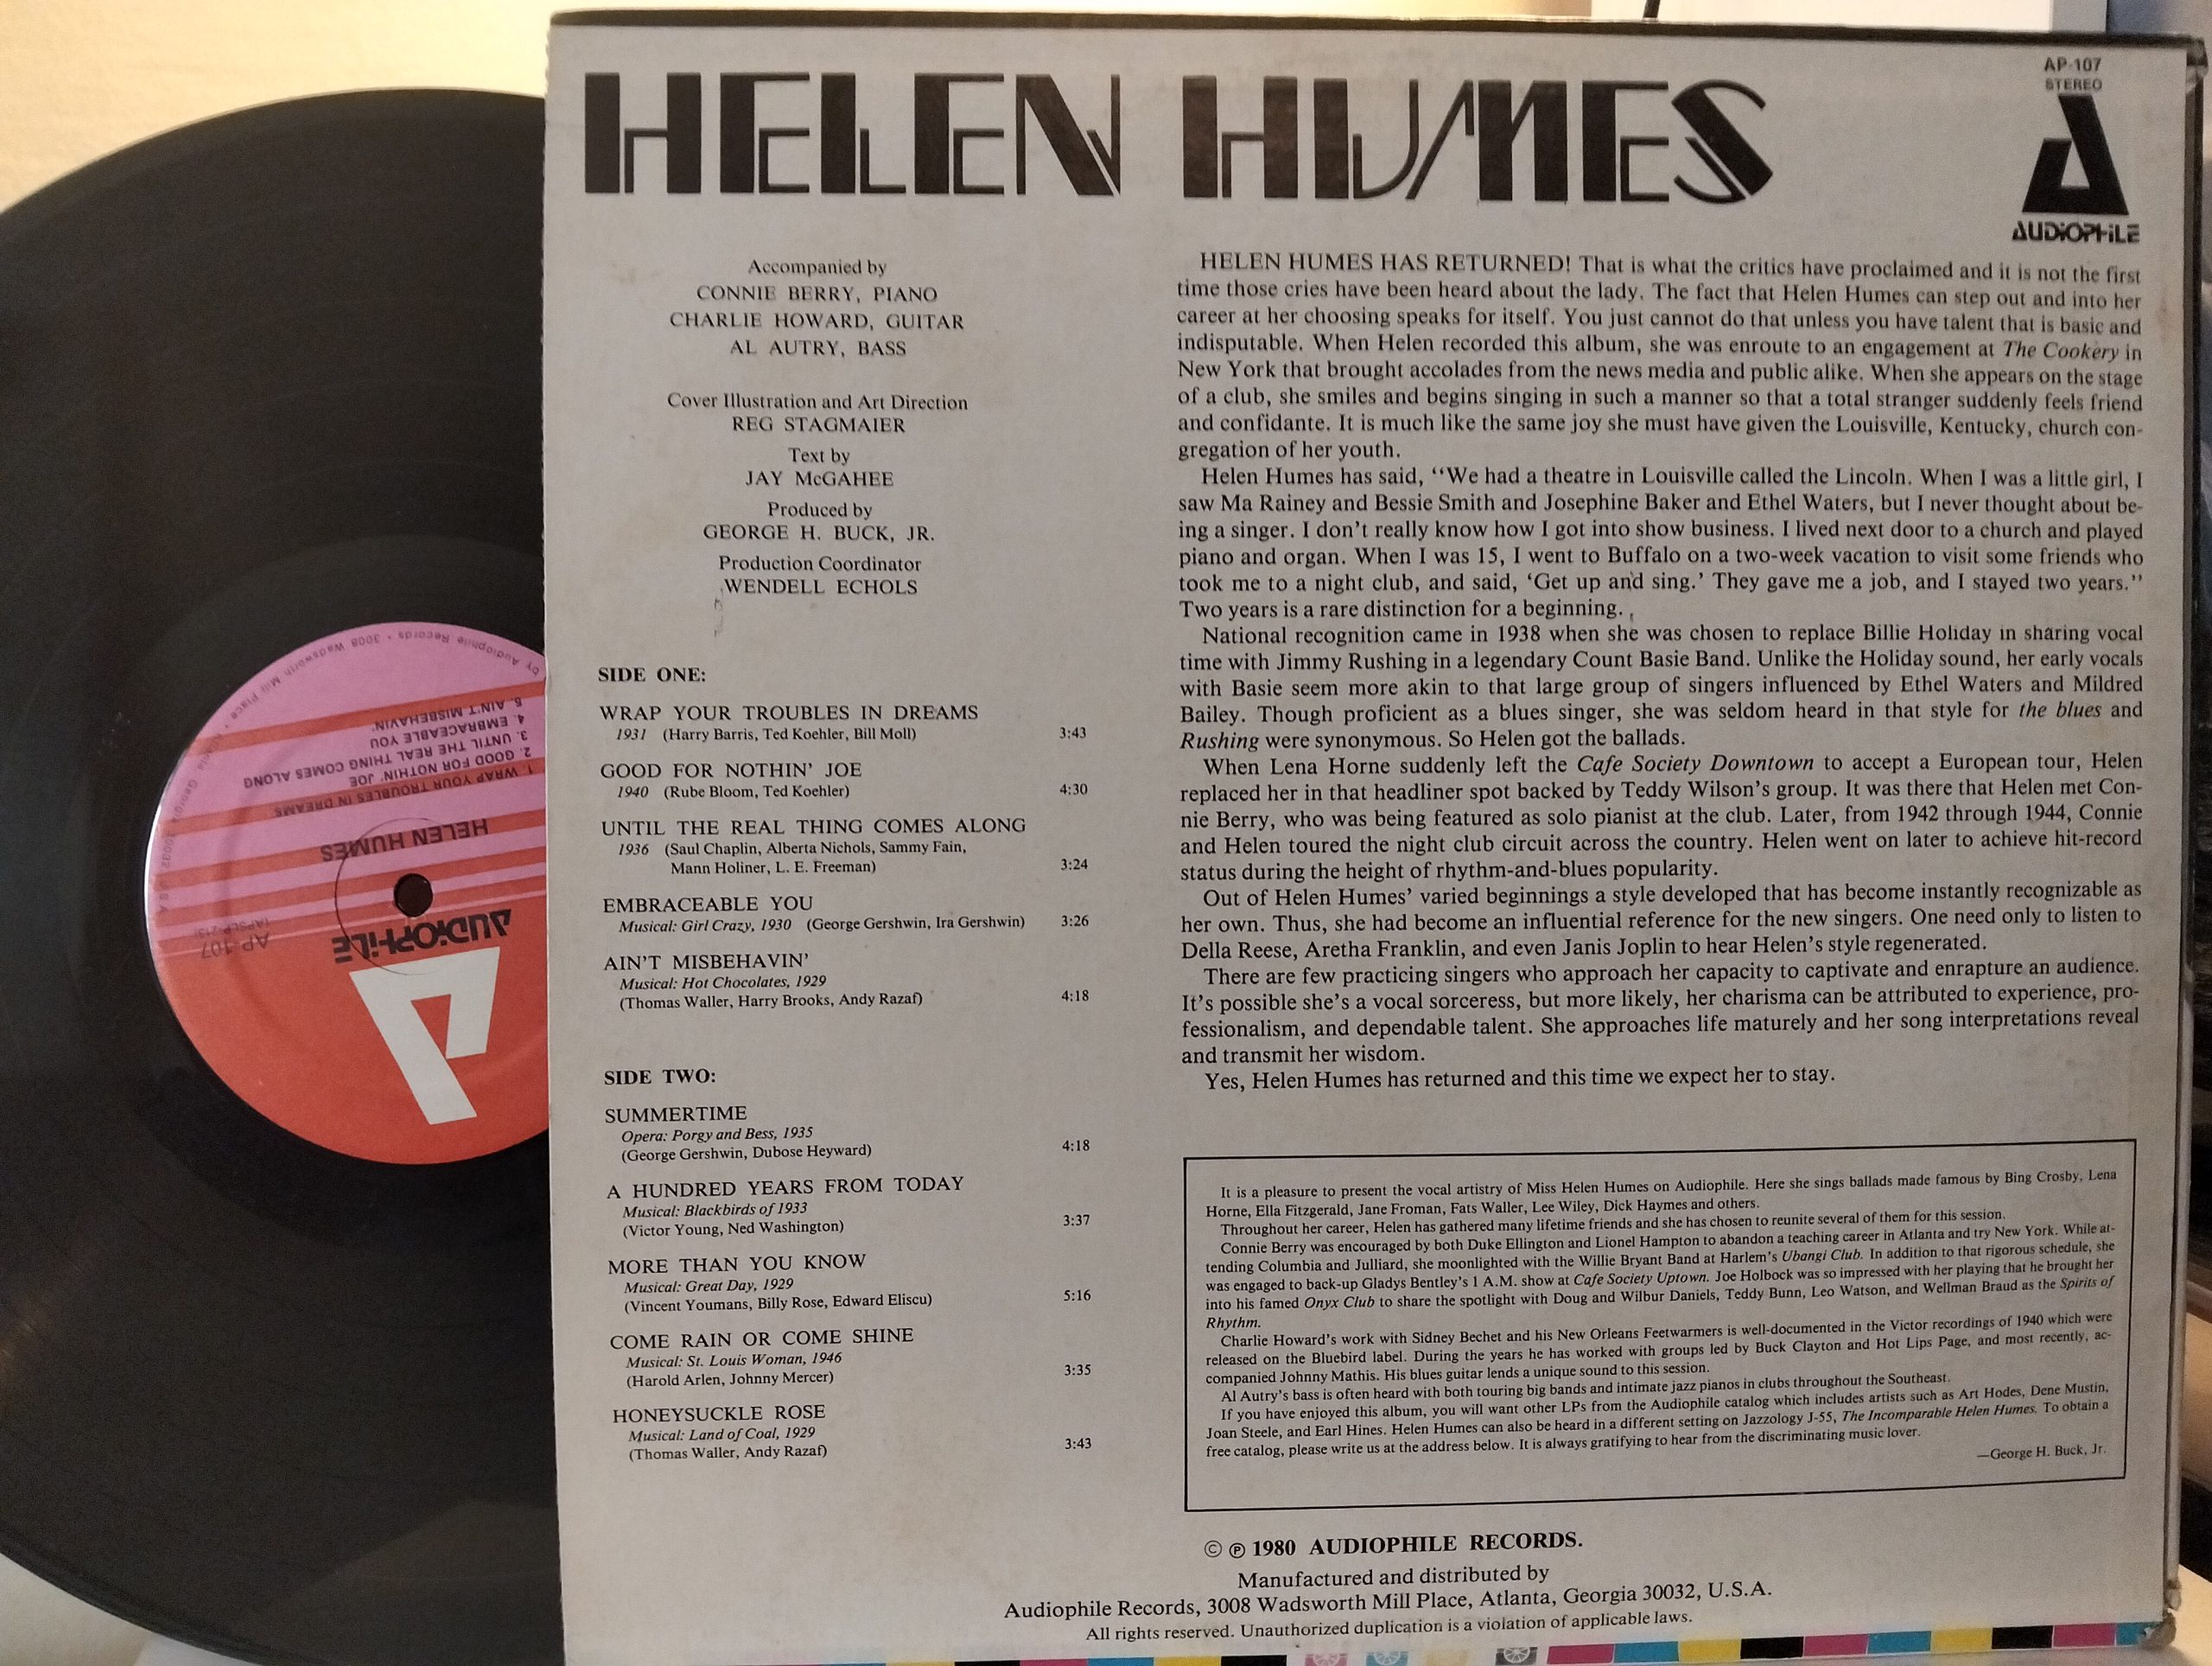 HELEN HUMES
AP-107
STEREO
AUDIOPHILE
Accompanied by
CONNIE BERRY, PIANO
CHARLIE HOWARD, GUITAR
AL AUTRY, BASS
Cover Illustration and Art Direction
REG STAGMAIER
Text by
JAY McGAHEE
Produced by
GEORGE H. BUCK, JR.
Production Coordinator
WENDELL ECHOLS
SIDE ONE:
WRAP YOUR TROUBLES IN DREAMS
1931 (Harry Barris, Ted Koehler, Bill Moll) 3:43
GOOD FOR NOTHIN' JOE
1940 (Rube Bloom, Ted Koehler) 4:30
UNTIL THE REAL THING COMES ALONG
1936 (Saul Chaplin, Alberta Nichols, Sammy Fain,
Mann Holiner, L. E. Freeman) 3:24
EMBRACEABLE YOU
Musical: Girl Crazy, 1930 (George Gershwin, Ira Gershwin) 3:26
AIN'T MISBEHAVIN'
Musical: Hot Chocolates, 1929
(Thomas Waller, Harry Brooks, Andy Razaf) 4:18
SIDE TWO:
SUMMERTIME
Opera: Porgy and Bess, 1935
(George Gershwin, Dubose Heyward) 4:18
A HUNDRED YEARS FROM TODAY
Musical: Blackbirds of 1933
(Victor Young, Ned Washington) 3:37
MORE THAN YOU KNOW
Musical: Great Day, 1929
(Vincent Youmans, Billy Rose, Edward Eliscu) 5:16
COME RAIN OR COME SHINE
Musical: St. Louis Woman, 1946
(Harold Arlen, Johnny Mercer) 3:35
HONEYSUCKLE ROSE
Musical: Land of Coal, 1929
(Thomas Waller, Andy Razaf) 3:43
HELEN HUMES HAS RETURNED! That is what the critics have proclaimed and it is not the first
time those cries have been heard about the lady. The fact that Helen Humes can step out and into her
career at her choosing speaks for itself. You just cannot do that unless you have talent that is basic and
indisputable. When Helen recorded this album, she was enroute to an engagement at The Cookery in
New York that brought accolades from the news media and public alike. When she appears on the stage
of a club, she smiles and begins singing in such a manner so that a total stranger suddenly feels friend
and confidante. It is much like the same joy she must have given the Louisville, Kentucky, church con-
gregation of her youth.
Helen Humes has said, "We had a theatre in Louisville called the Lincoln. When I was a little girl, I
saw Ma Rainey and Bessie Smith and Josephine Baker and Ethel Waters, but I never thought about be-
ing a singer. I don't really know how I got into show business. I lived next door to a church and played
piano and organ. When I was 15, I went to Buffalo on a two-week vacation to visit some friends who
took me to a night club, and said, 'Get up and sing.' They gave me a job, and I stayed two years."
Two years is a rare distinction for a beginning.
National recognition came in 1938 when she was chosen to replace Billie Holiday in sharing vocal
time with Jimmy Rushing in a legendary Count Basie Band. Unlike the Holiday sound, her early vocals
with Basie seem more akin to that large group of singers influenced by Ethel Waters and Mildred
Bailey. Though proficient as a blues singer, she was seldom heard in that style for the blues and
Rushing were synonymous. So Helen got the ballads.
When Lena Horne suddenly left the Cafe Society Downtown to accept a European tour, Helen
replaced her in that headliner spot backed by Teddy Wilson's group. It was there that Helen met Con-
nie Berry, who was being featured as solo pianist at the club. Later, from 1942 through 1944, Connie
and Helen toured the night club circuit across the country. Helen went on later to achieve hit-record
status during the height of rhythm-and-blues popularity.
Out of Helen Humes' varied beginnings a style developed that has become instantly recognizable as
her own. Thus, she had become an influential reference for the new singers. One need only to listen to
Della Reese, Aretha Franklin, and even Janis Joplin to hear Helen's style regenerated.
There are few practicing singers who approach her capacity to captivate and enrapture an audience.
It's possible she's a vocal sorceress, but more likely, her charisma can be attributed to experience, pro-
fessionalism, and dependable talent. She approaches life maturely and her song interpretations reveal
and transmit her wisdom.
Yes, Helen Humes has returned and this time we expect her to stay.
It is a pleasure to present the vocal artistry of Miss Helen Humes on Audiophile. Here she sings ballads made famous by Bing Crosby, Lena
Horne, Ella Fitzgerald, Jane Froman, Fats Waller, Lee Wiley, Dick Haymes and others.
Throughout her career, Helen has gathered many lifetime friends and she has chosen to reunite several of them for this session.
Connie Berry was encouraged by both Duke Ellington and Lionel Hampton to abandon a teaching career in Atlanta and try New York. While at-
tending Columbia and Julliard, she moonlighted with the Willie Bryant Band at Harlem's Ubangi Club. In addition to that rigorous schedule, she
was engaged to back-up Gladys Bentley's 1 A.M. show at Cafe Society Uptown. Joe Holbock was so impressed with her playing that he brought her
into his famed Onyx Club to share the spotlight with Doug and Wilbur Daniels, Teddy Bunn, Leo Watson, and Wellman Braud as the Spirits of
Rhythm.
Charlie Howard's work with Sidney Bechet and his New Orleans Feetwarmers is well-documented in the Victor recordings of 1940 which were
released on the Bluebird label. During the years he has worked with groups led by Buck Clayton and Hot Lips Page, and most recently, ac-
companied Johnny Mathis. His blues guitar lends a unique sound to this session.
Al Autry's bass is often heard with both touring big bands and intimate jazz pianos in clubs throughout the Southeast.
If you have enjoyed this album, you will want other LPs from the Audiophile catalog which includes artists such as Art Hodes, Dene Mustin,
Joan Steele, and Earl Hines. Helen Humes can also be heard in a different setting on Jazzology J-55, The Incomparable Helen Humes. To obtain a
free catalog, please write us at the address below. It is always gratifying to hear from the discriminating music lover.
—George H. Buck, Jr.
© ℗ 1980 AUDIOPHILE RECORDS.
Manufactured and distributed by
Audiophile Records, 3008 Wadsworth Mill Place, Atlanta, Georgia 30032, U.S.A.
All rights reserved. Unauthorized duplication is a violation of applicable laws.
AUDIOPHILE
AP 107
HELEN HUMES
1. WRAP YOUR TROUBLES IN DREAMS
2. GOOD FOR NOTHIN' JOE
3. UNTIL THE REAL THING COMES ALONG
4. EMBRACEABLE YOU
5. AIN'T MISBEHAVIN'
by Audiophile Records • 3008 Wadsworth Mill Place •